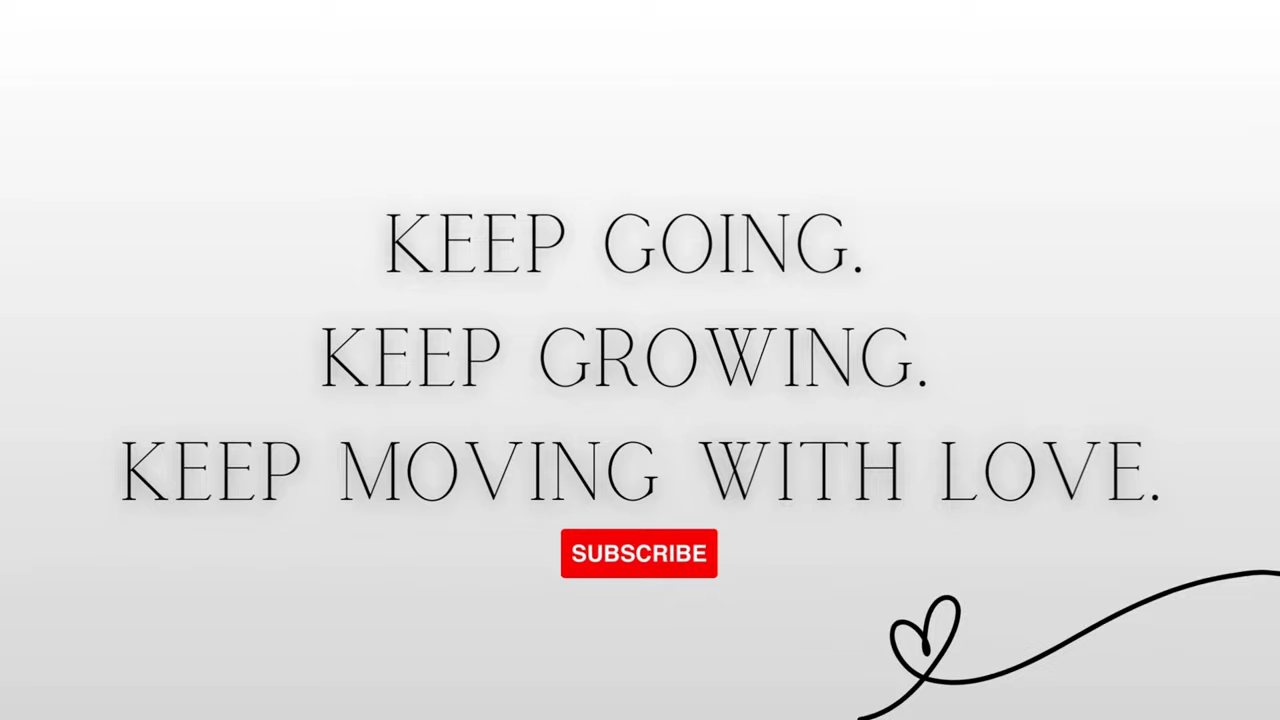 KEEP GOING.
KEEP GROWING.
KEEP MOVING WITH LOVE.
SUBSCRIBE